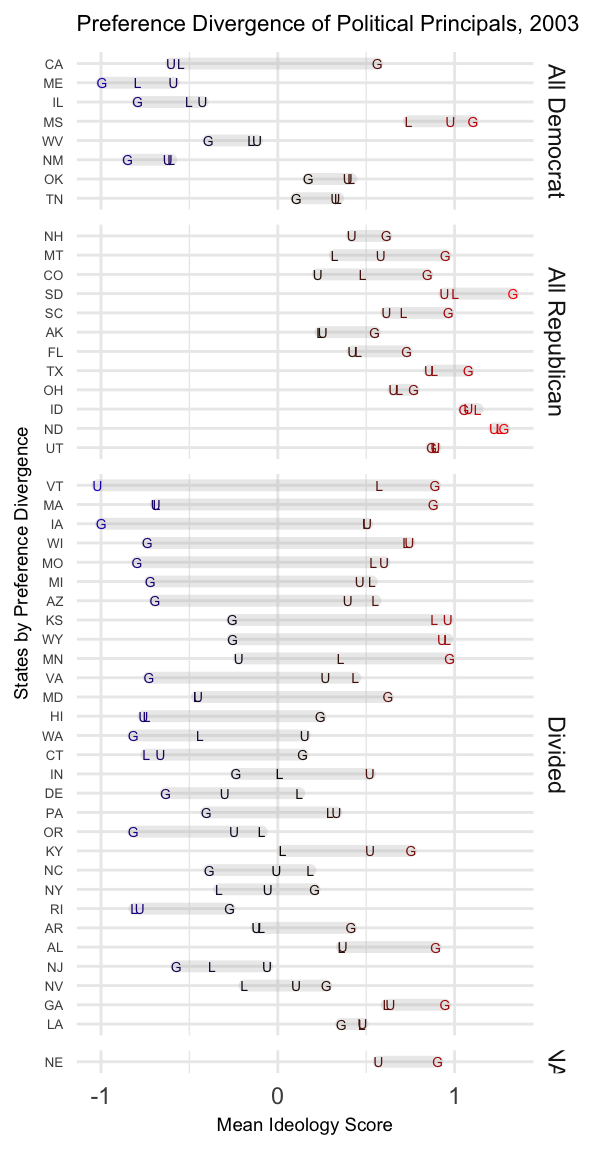 Preference Divergence of Political Principals, 2003
CA U L G
ME G L U
IL G L U
MS L U G
WV G L U
NM G U L
OK G U L
TN G U L
All Democrat
NH U G
MT L U G
CO U L G
SD U L G
SC U L G
AK L U G
FL U L G
TX U L G
OH U L G
ID G U L
ND U L G
UT G L U
All Republican
VT U L G
MA U L G
IA G L U
WI G L U
MO G L U
MI G U L
AZ G U L
KS G L U
WY G U L
MN U L G
VA G U L
MD L U G
HI U L G
WA G L U
CT L U G
IN G L U
DE G U L
PA G L U
OR G U L
KY L U G
NC G U L
NY L U G
RI L U G
AR U L G
AL L U G
NJ G L U
NV L U G
GA L U G
LA G L U
Divided
NE U G
States by Preference Divergence
-1 0 1
Mean Ideology Score